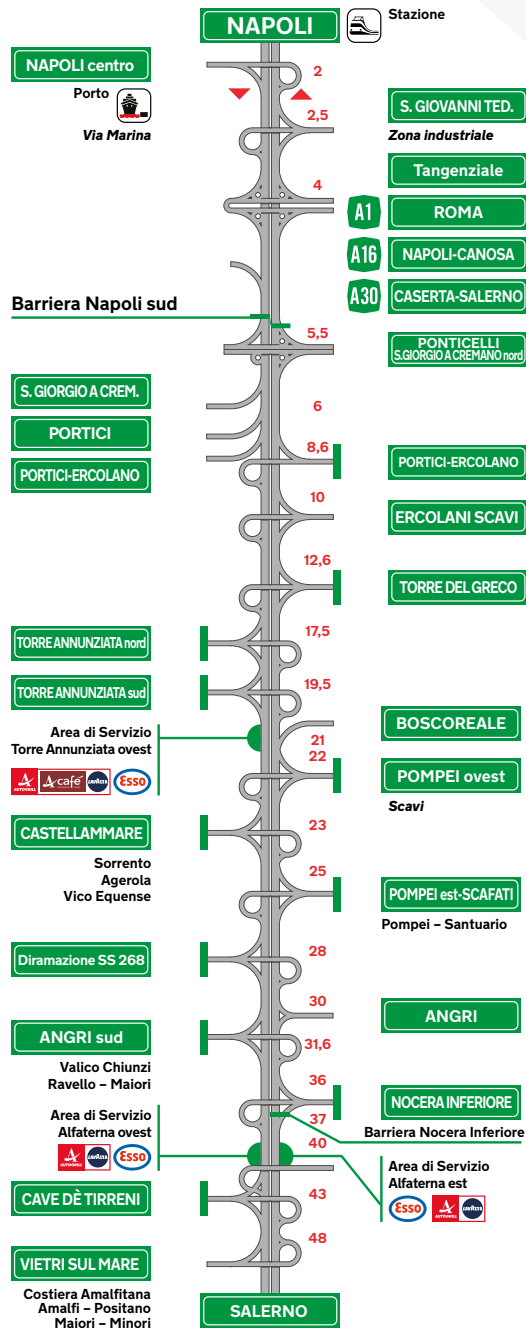 NAPOLI
Stazione
NAPOLI centro
2
Porto
Via Marina
2,5
S. GIOVANNI TED.
Zona industriale
Tangenziale
4
A1
ROMA
A16
NAPOLI-CANOSA
A30
CASERTA-SALERNO
Barriera Napoli sud
5,5
PONTICELLI
S.GIORGIO A CREMANO nord
S. GIORGIO A CREM.
6
PORTICI
8,6
PORTICI-ERCOLANO
PORTICI-ERCOLANO
10
ERCOLANI SCAVI
12,6
TORRE DEL GRECO
17,5
TORRE ANNUNZIATA nord
19,5
TORRE ANNUNZIATA sud
BOSCOREALE
Area di Servizio
Torre Annunziata ovest
21
22
AUTOGRILL
A café
LAVAZZA
Esso
POMPEI ovest
Scavi
23
CASTELLAMMARE
Sorrento
Agerola
Vico Equense
25
POMPEI est-SCAFATI
Pompei – Santuario
28
Diramazione SS 268
30
ANGRI
ANGRI sud
31,6
Valico Chiunzi
Ravello – Maiori
36
NOCERA INFERIORE
Area di Servizio
Alfaterna ovest
37
Barriera Nocera Inferiore
40
AUTOGRILL
LAVAZZA
Esso
Area di Servizio
Alfaterna est
Esso
AUTOGRILL
LAVAZZA
CAVE DÈ TIRRENI
43
48
VIETRI SUL MARE
Costiera Amalfitana
Amalfi – Positano
Maiori – Minori
SALERNO